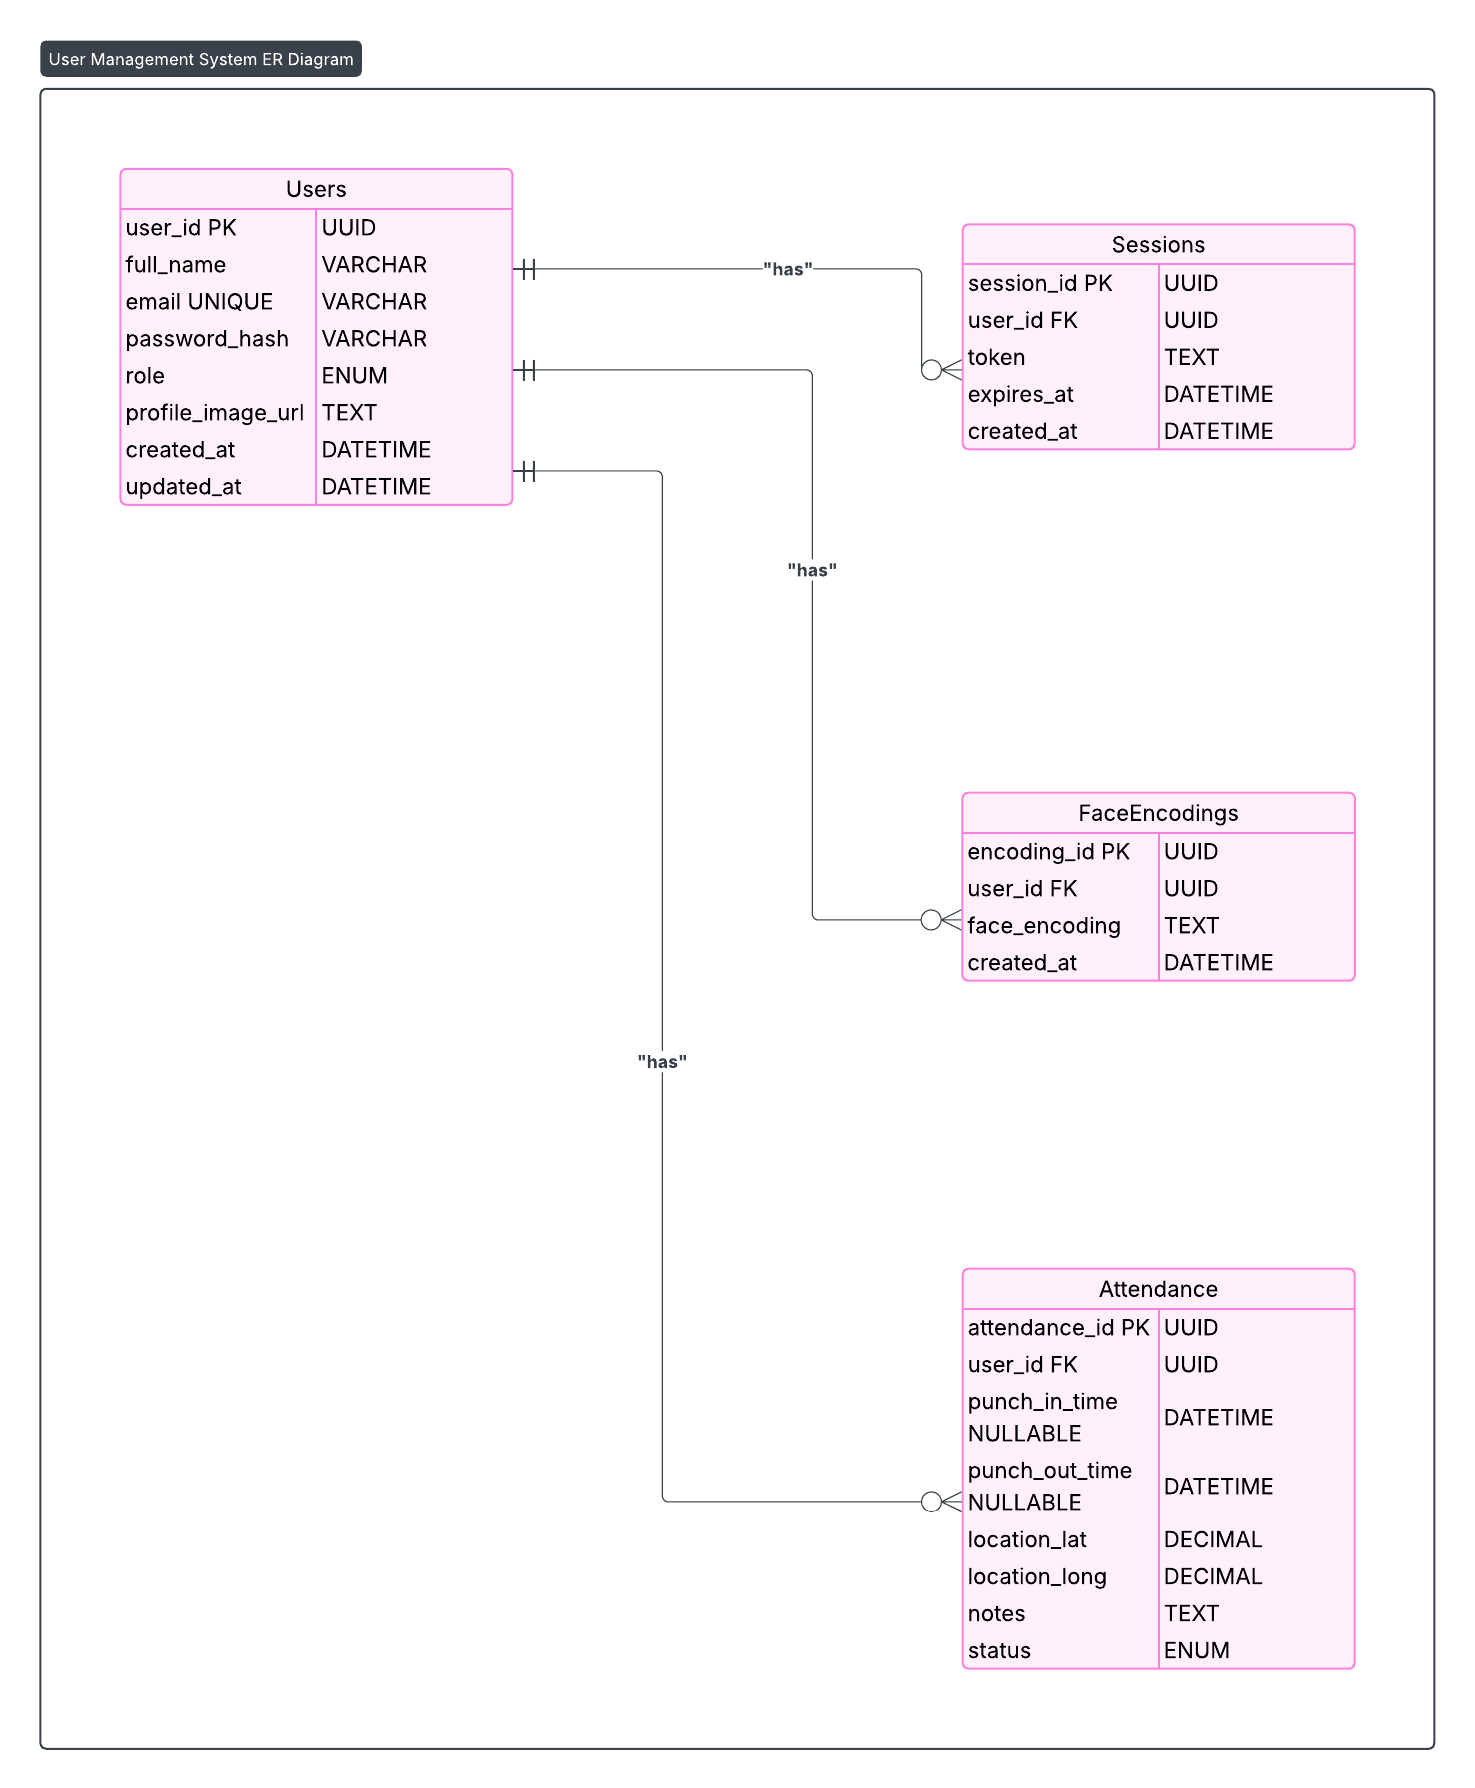 User Management System ER Diagram
Users
user_id PK UUID
full_name VARCHAR
email UNIQUE VARCHAR
password_hash VARCHAR
role ENUM
profile_image_url TEXT
created_at DATETIME
updated_at DATETIME
"has"
Sessions
session_id PK UUID
user_id FK UUID
token TEXT
expires_at DATETIME
created_at DATETIME
"has"
FaceEncodings
encoding_id PK UUID
user_id FK UUID
face_encoding TEXT
created_at DATETIME
"has"
Attendance
attendance_id PK UUID
user_id FK UUID
punch_in_time
NULLABLE
DATETIME
punch_out_time
NULLABLE
DATETIME
location_lat DECIMAL
location_long DECIMAL
notes TEXT
status ENUM